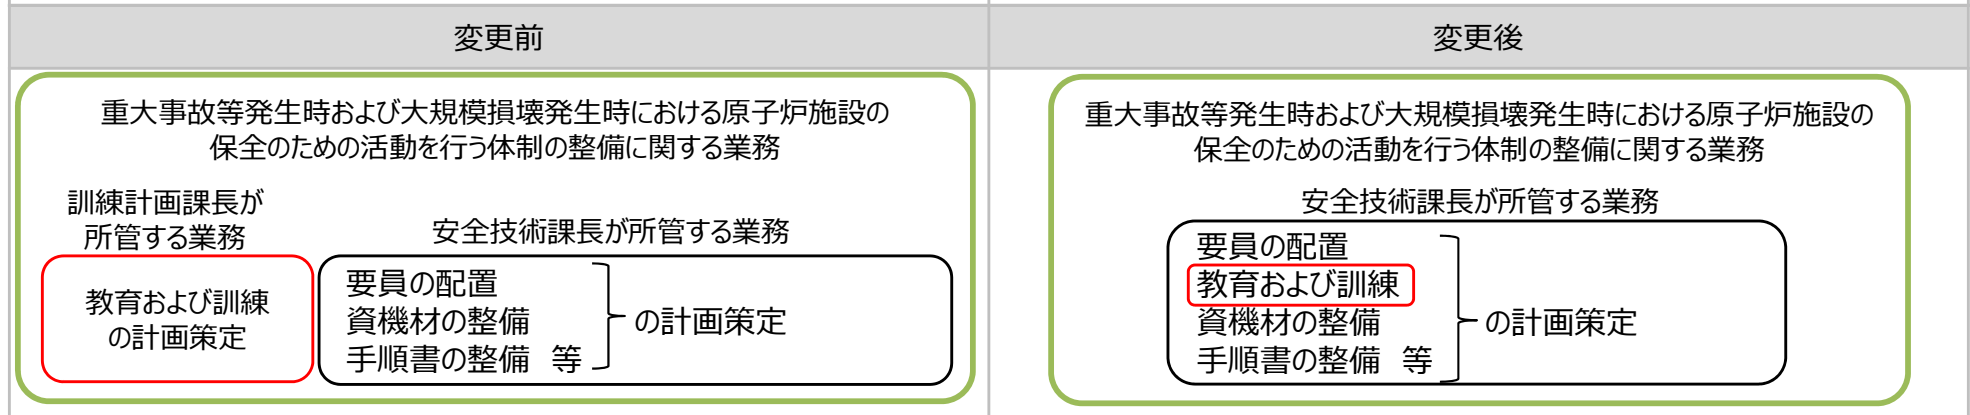 変更前
変更後
重大事故等発生時および大規模損壊発生時における原子炉施設の
保全のための活動を行う体制の整備に関する業務
訓練計画課長が
所管する業務
安全技術課長が所管する業務
教育および訓練
の計画策定
要員の配置
資機材の整備
手順書の整備 等
の計画策定
重大事故等発生時および大規模損壊発生時における原子炉施設の
保全のための活動を行う体制の整備に関する業務
安全技術課長が所管する業務
要員の配置
教育および訓練
資機材の整備
手順書の整備 等
の計画策定